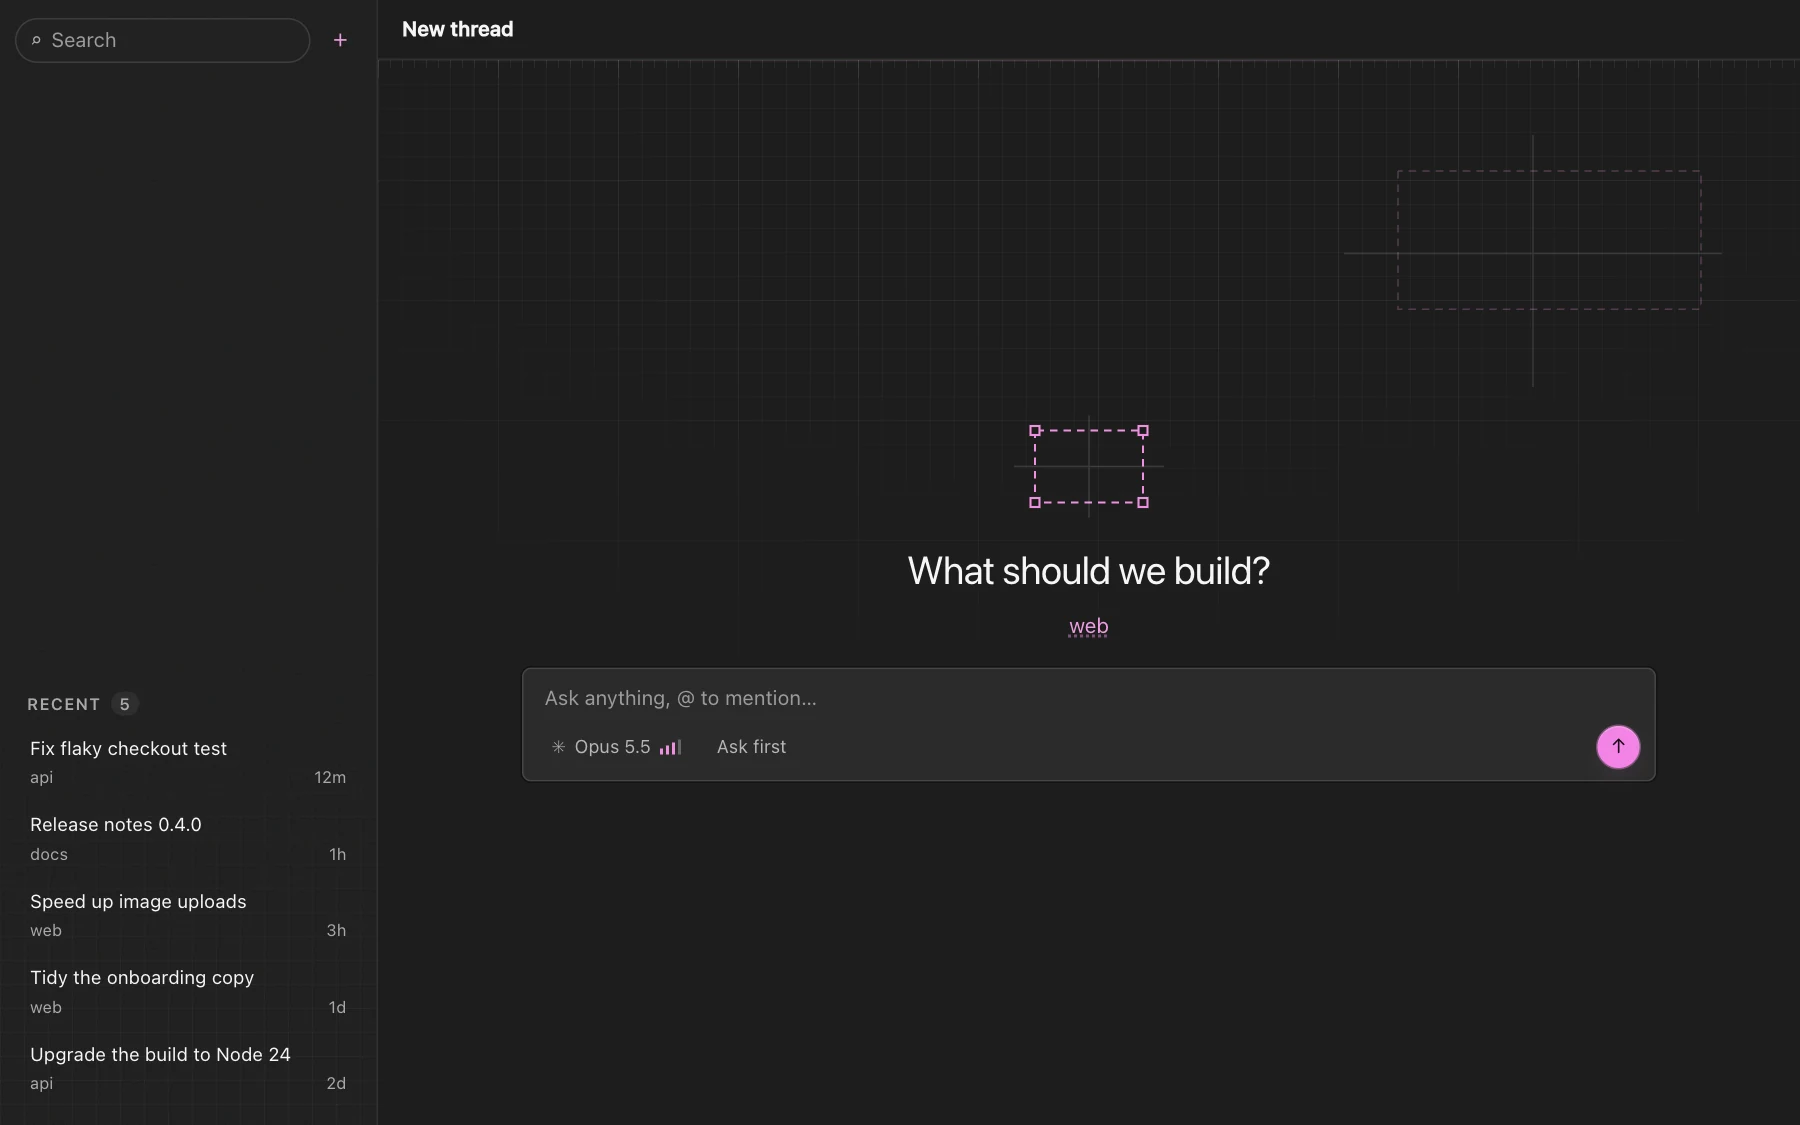 Search
+
New thread
What should we build?
web
Ask anything, @ to mention...
Opus 5.5
Ask first
RECENT 5
Fix flaky checkout test
api 12m
Release notes 0.4.0
docs 1h
Speed up image uploads
web 3h
Tidy the onboarding copy
web 1d
Upgrade the build to Node 24
api 2d